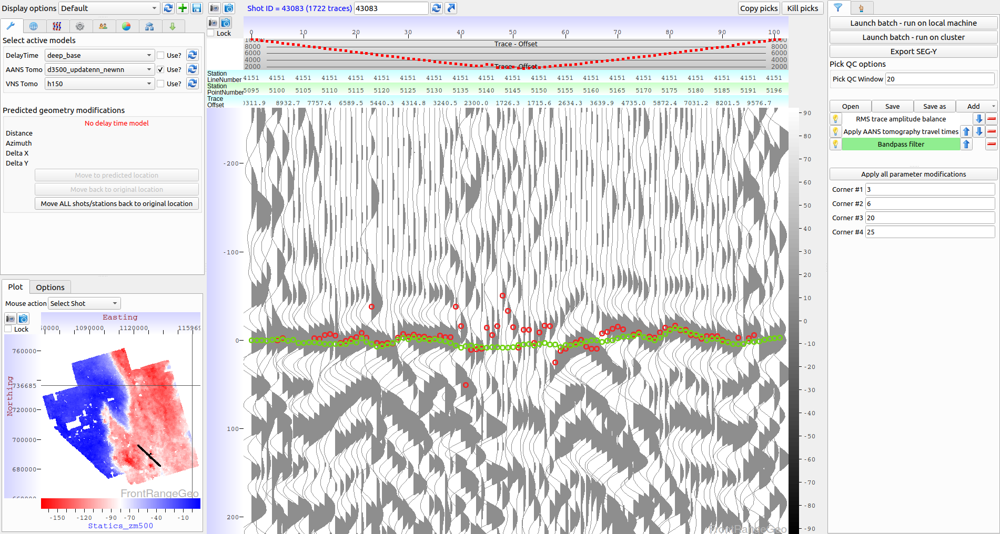 Display options Default
Shot ID = 43083 (1722 traces) 43083
Copy picks Kill picks
Lock
Select active models
DelayTime deep_base Use?
AANS Tomo d3500_updatenn_newnn Use?
VNS Tomo h150 Use?
Predicted geometry modifications
No delay time model
Distance
Azimuth
Delta X
Delta Y
Move to predicted location
Move back to original location
Move ALL shots/stations back to original location
Plot Options
Mouse action Select Shot
Lock
Easting
1090000 1120000
760000
736685
720000
700000
680000
Northing
FrontRangeGeo
-150 -120 -90 -70 -40 -10
Statics_zm500
0 10 20 30 40 50 60 70 80 90 100
Trace - Offset
8000 8000
6000 6000
4000 4000
2000 Trace - Offset 2000
Station
LineNumber 4151 4151 4151 4151 4151 4151 4151 4151 4151 4151 4151 4151 4151 4151 4151 4151 4151 4151 4151 4151 4151
Station
PointNumber 5095 5100 5105 5110 5115 5120 5125 5130 5135 5140 5145 5150 5155 5160 5165 5170 5175 5180 5185 5191 5196
Trace
Offset 8932.7 7757.4 6589.5 5440.3 4314.8 3240.5 2300.0 1726.3 1715.6 2634.3 3639.9 4735.0 5872.4 7031.2 8201.5 9576.7
-200
-100
0
100
200
FrontRangeGeo
90
80
70
60
50
40
30
20
10
0
-10
-20
-30
-40
-50
-60
-70
-80
-90
Launch batch - run on local machine
Launch batch - run on cluster
Export SEG-Y
Pick QC options
Pick QC Window 20
Open Save Save as Add
RMS trace amplitude balance
Apply AANS tomography travel times
Bandpass filter
Apply all parameter modifications
Corner #1 3
Corner #2 6
Corner #3 20
Corner #4 25